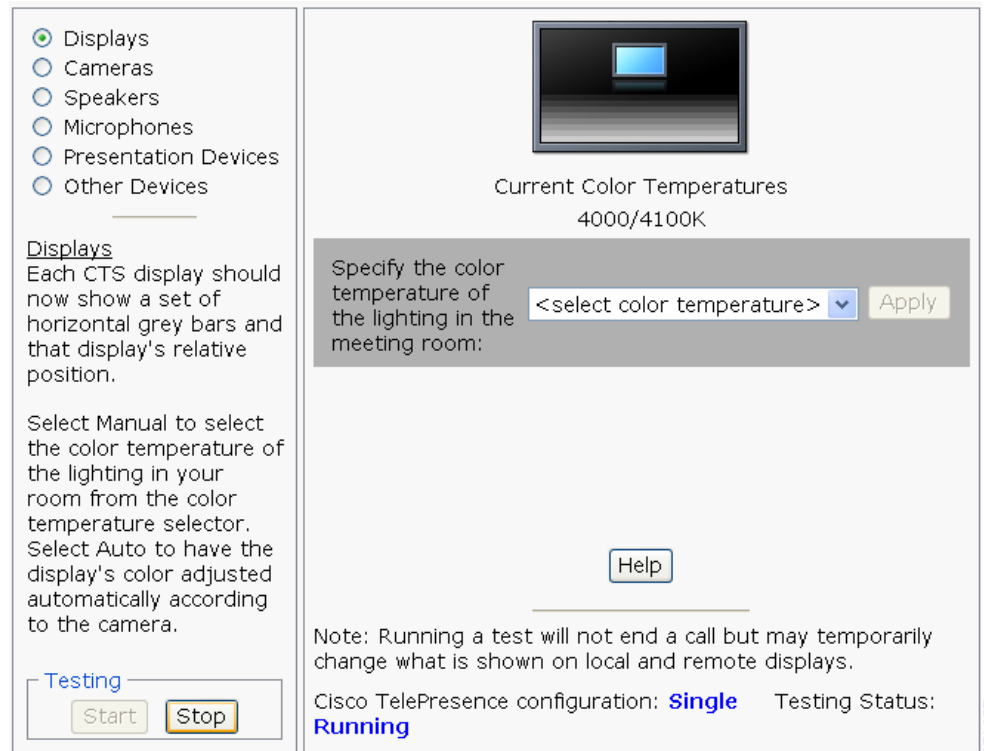 Displays
Cameras
Speakers
Microphones
Presentation Devices
Other Devices
Displays
Each CTS display should
now show a set of
horizontal grey bars and
that display's relative
position.
Select Manual to select
the color temperature of
the lighting in your
room from the color
temperature selector.
Select Auto to have the
display's color adjusted
automatically according
to the camera.
Testing
Start Stop
Current Color Temperatures
4000/4100K
Specify the color
temperature of
the lighting in the
meeting room:
<select color temperature> Apply
Help
Note: Running a test will not end a call but may temporarily
change what is shown on local and remote displays.
Cisco TelePresence configuration: Single Testing Status:
Running